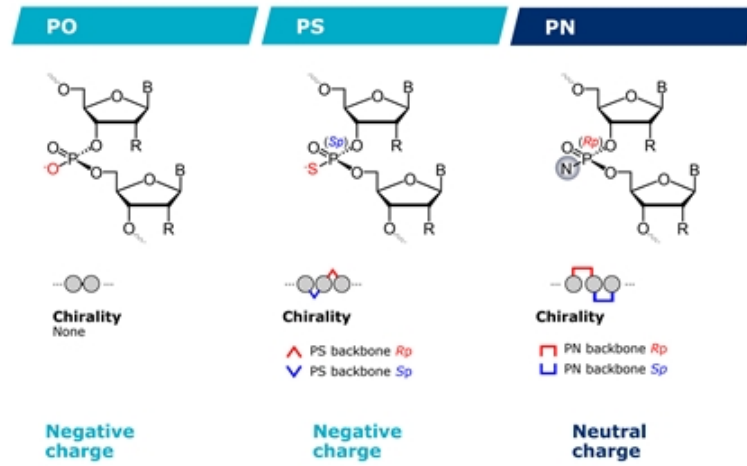 PO
PS
PN
O
O
B
R
O
O
P
-O
O
O
B
R
O
O
O
B
R
O
(Sp)
O
P
-S
O
O
B
R
O
O
O
B
R
O
(Rp)
O
P
N
O
O
B
R
O
Chirality
None
Chirality
PS backbone Rp
PS backbone Sp
Chirality
PN backbone Rp
PN backbone Sp
Negative
charge
Negative
charge
Neutral
charge